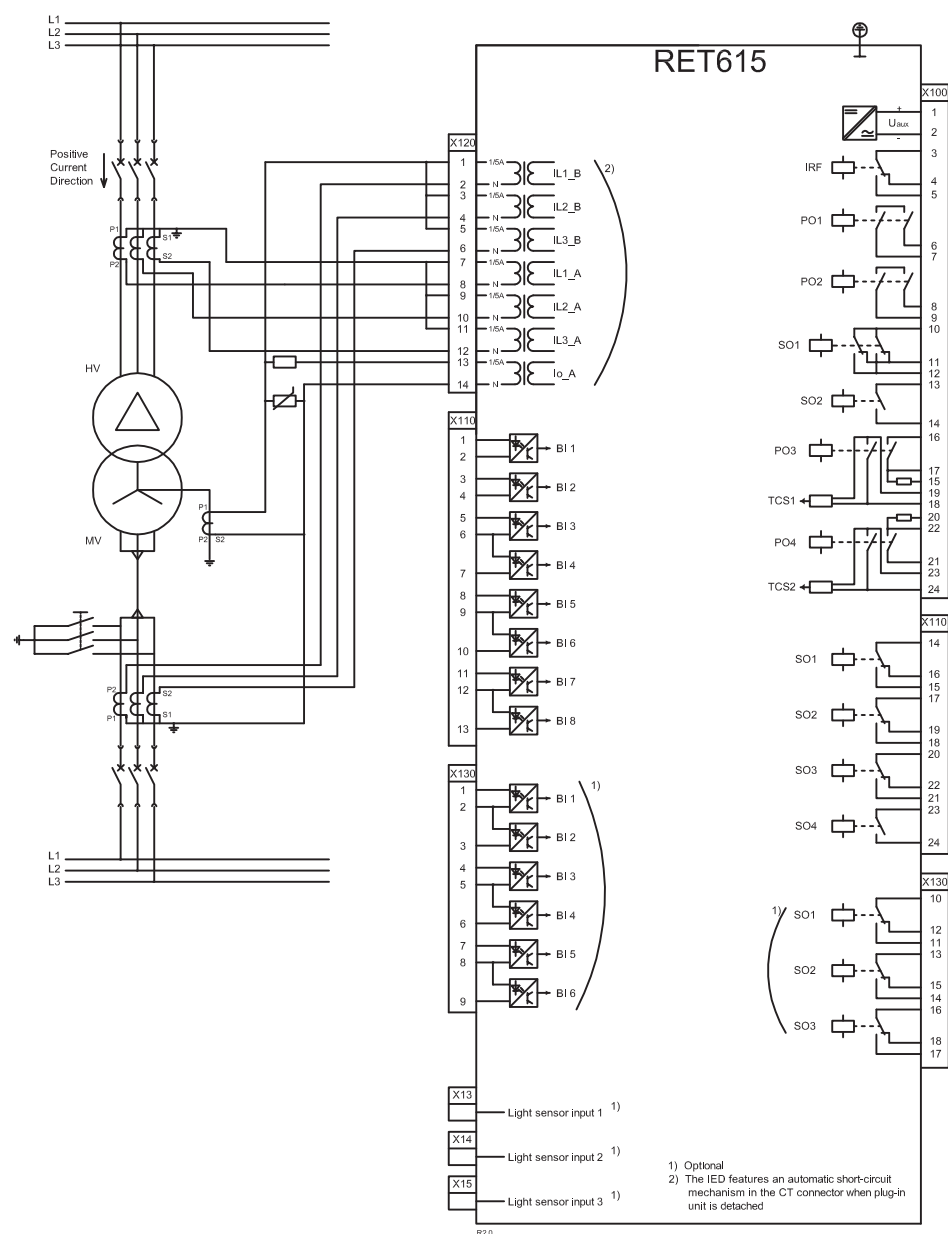 L1
L2
L3
RET615
X100
+
Uaux
-
1
2
IRF
3
4
5
PO1
6
7
PO2
8
9
SO1
10
11
12
SO2
13
14
PO3
16
17
15
19
18
TCS1
PO4
20
22
21
23
24
TCS2
Positive
Current
Direction
P1
P2
S1
S2
HV
MV
P1
P2
S2
P2
P1
S2
S1
L1
L2
L3
X120
1 1/5A
2 N
IL1_B
3 1/5A
4 N
IL2_B
5 1/5A
6 N
IL3_B
7 1/5A
8 N
IL1_A
9 1/5A
10 N
IL2_A
11 1/5A
12 N
IL3_A
13 1/5A
14 N
Io_A
2)
X110
1
2
BI 1
3
4
BI 2
5
6
BI 3
7
BI 4
8
9
BI 5
10
BI 6
11
12
BI 7
13
BI 8
X130
1
2
BI 1
3
BI 2
4
5
BI 3
6
BI 4
7
8
BI 5
9
BI 6
1)
X110
SO1
14
16
15
SO2
17
19
18
SO3
20
22
21
SO4
23
24
X130
1)
SO1
10
12
11
SO2
13
15
14
SO3
16
18
17
X13
Light sensor input 1 1)
X14
Light sensor input 2 1)
X15
Light sensor input 3 1)
1) Optional
2) The IED features an automatic short-circuit
mechanism in the CT connector when plug-in
unit is detached
R2.0